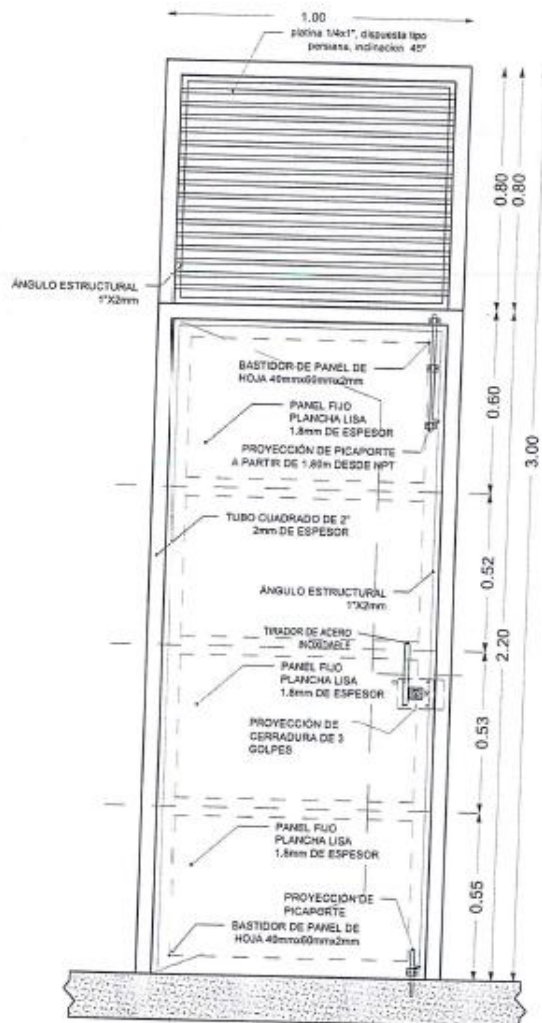 1.00
platina 1/4x1", dispuesta tipo
persiana, inclinacion 45°
0.80
0.80
ÁNGULO ESTRUCTURAL
1"X2mm
BASTIDOR DE PANEL DE
HOJA 40mmx60mmx2mm
0.60
PANEL FIJO
PLANCHA LISA
1.8mm DE ESPESOR
3.00
PROYECCIÓN DE PICAPORTE
A PARTIR DE 1.60m DESDE NPT
TUBO CUADRADO DE 2"
2mm DE ESPESOR
0.52
ÁNGULO ESTRUCTURAL
1"X2mm
TIRADOR DE ACERO
INOXIDABLE
2.20
PANEL FIJO
PLANCHA LISA
1.8mm DE ESPESOR
0.53
PROYECCIÓN DE
CERRADURA DE 3
GOLPES
PANEL FIJO
PLANCHA LISA
1.8mm DE ESPESOR
0.55
PROYECCIÓN DE
PICAPORTE
BASTIDOR DE PANEL DE
HOJA 40mmx60mmx2mm